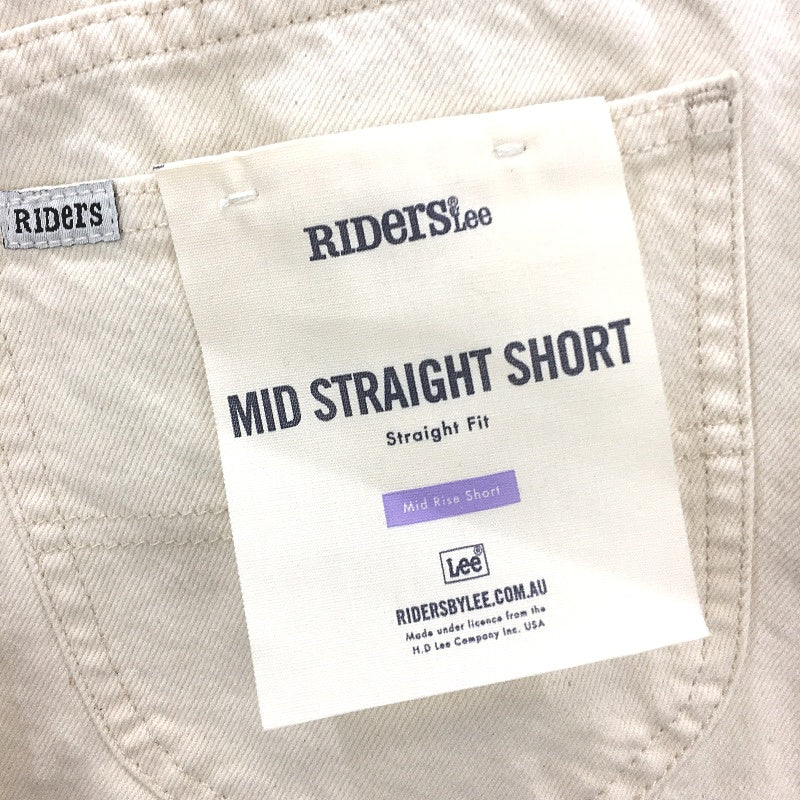 RIDers
RIDers® Lee
MID STRAIGHT SHORT
Straight Fit
Mid Rise Short
Lee®
RIDERSBYLEE.COM.AU
Made under licence from the
H.D Lee Company Inc. USA